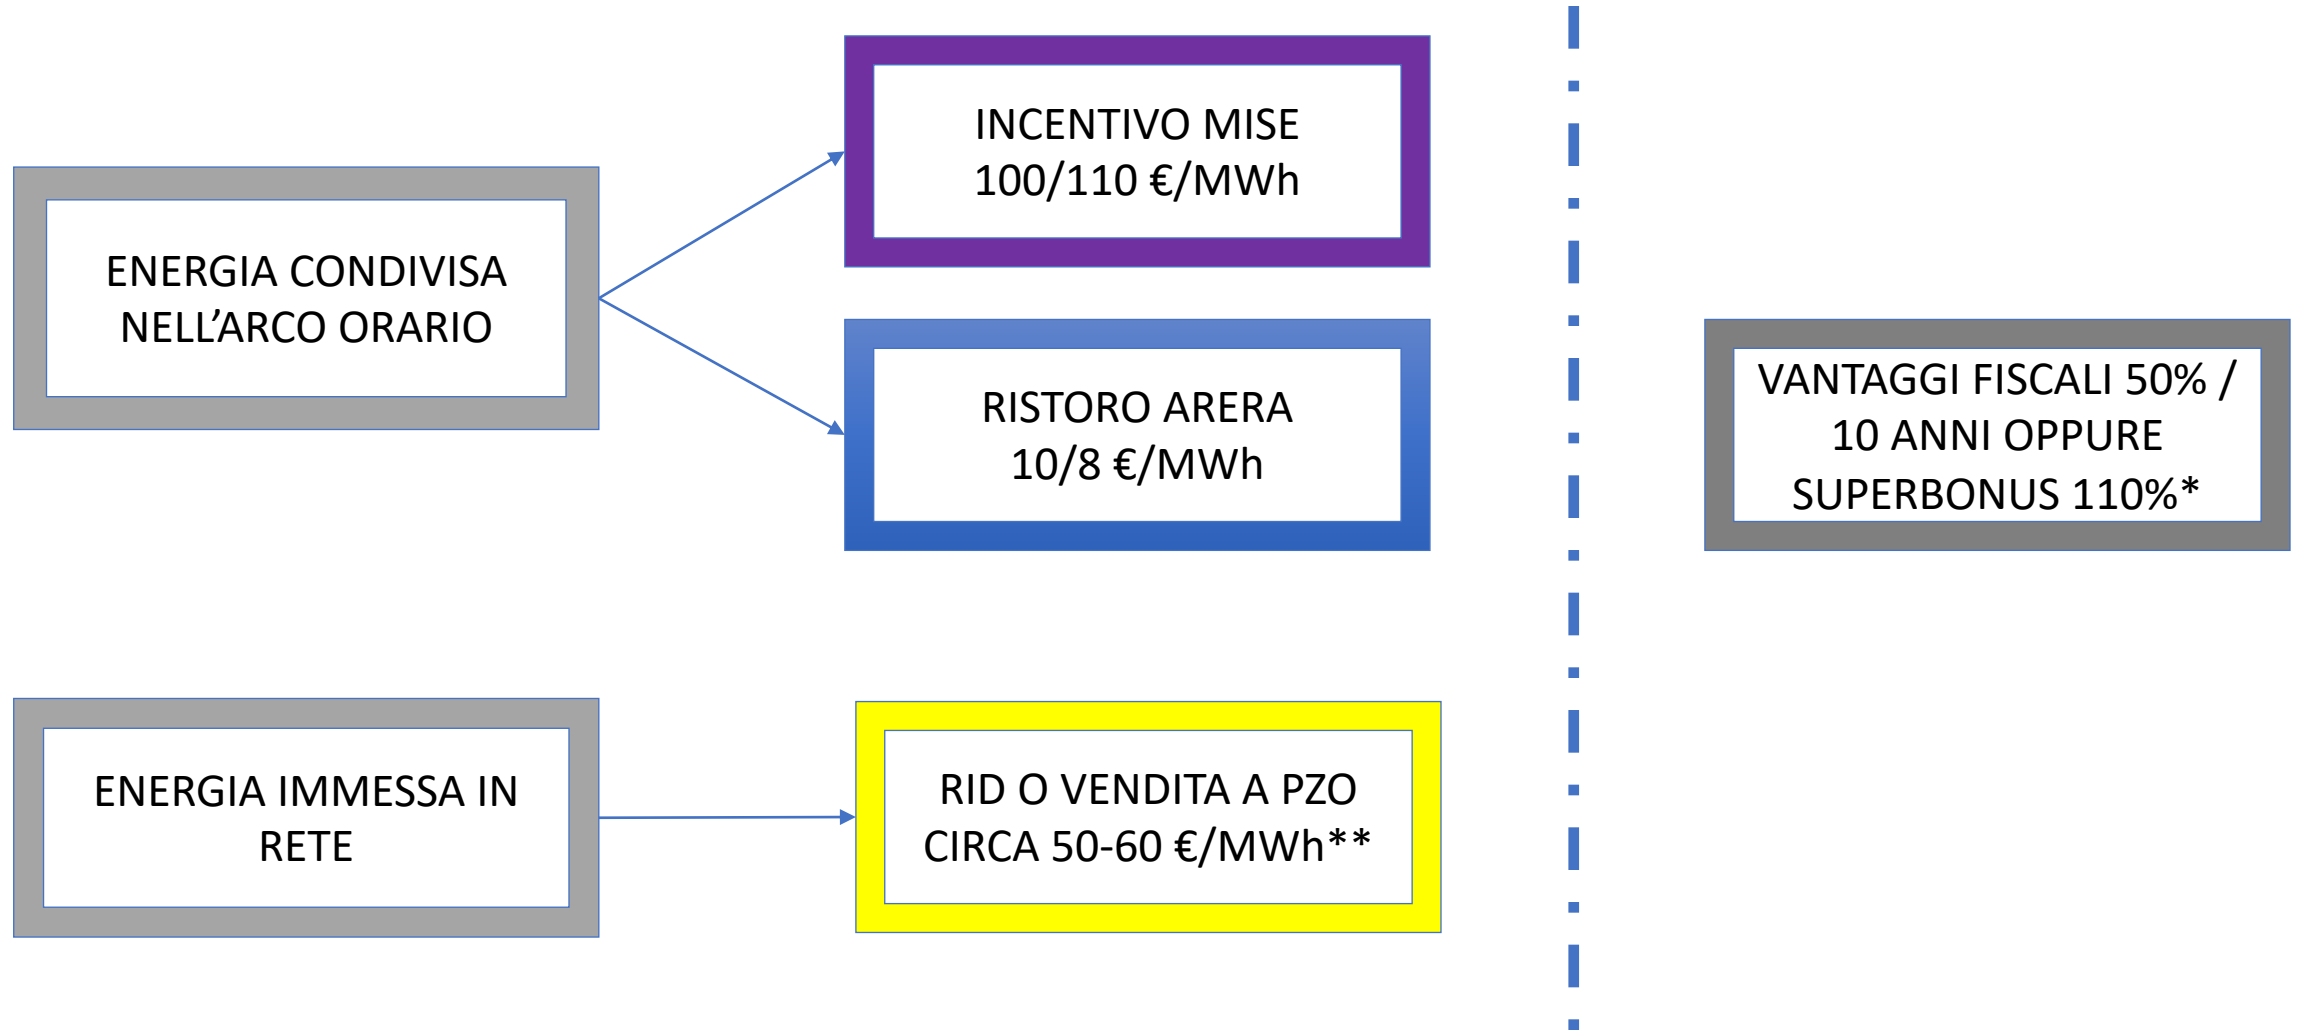 INCENTIVO MISE
100/110 €/MWh
ENERGIA CONDIVISA
NELL’ARCO ORARIO
RISTORO ARERA
10/8 €/MWh
VANTAGGI FISCALI 50% /
10 ANNI OPPURE
SUPERBONUS 110%*
ENERGIA IMMESSA IN
RETE
RID O VENDITA A PZO
CIRCA 50-60 €/MWh**